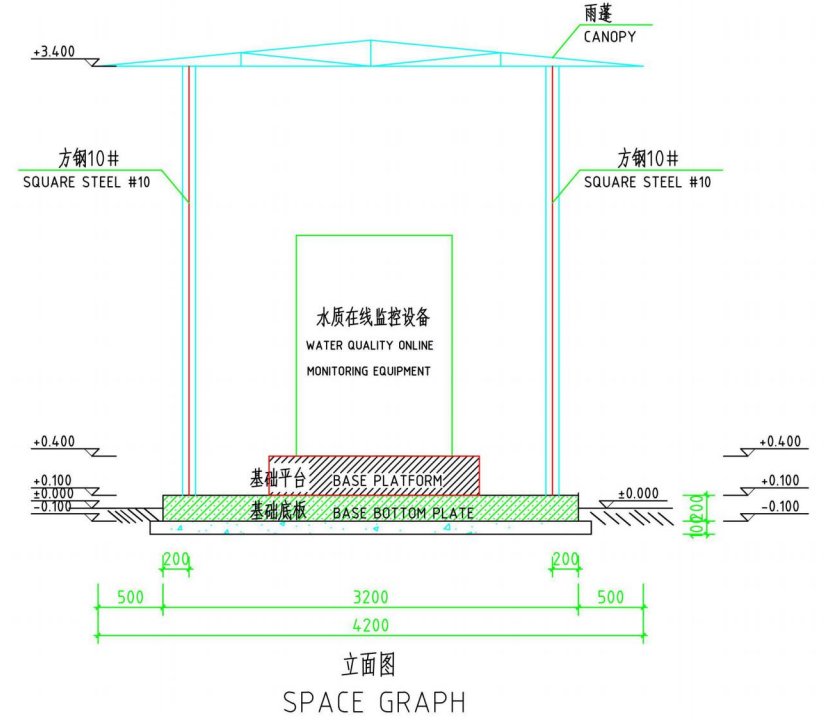 雨蓬
CANOPY
+3.400
方钢10#
SQUARE STEEL #10
方钢10#
SQUARE STEEL #10
水质在线监控设备
WATER QUALITY ONLINE
MONITORING EQUIPMENT
+0.400
+0.400
基础平台 BASE PLATFORM
+0.100
+0.100
±0.000
±0.000
-0.100
-0.100
基础底板 BASE BOTTOM PLATE
200
100
200
200
500
3200
500
4200
立面图
SPACE GRAPH